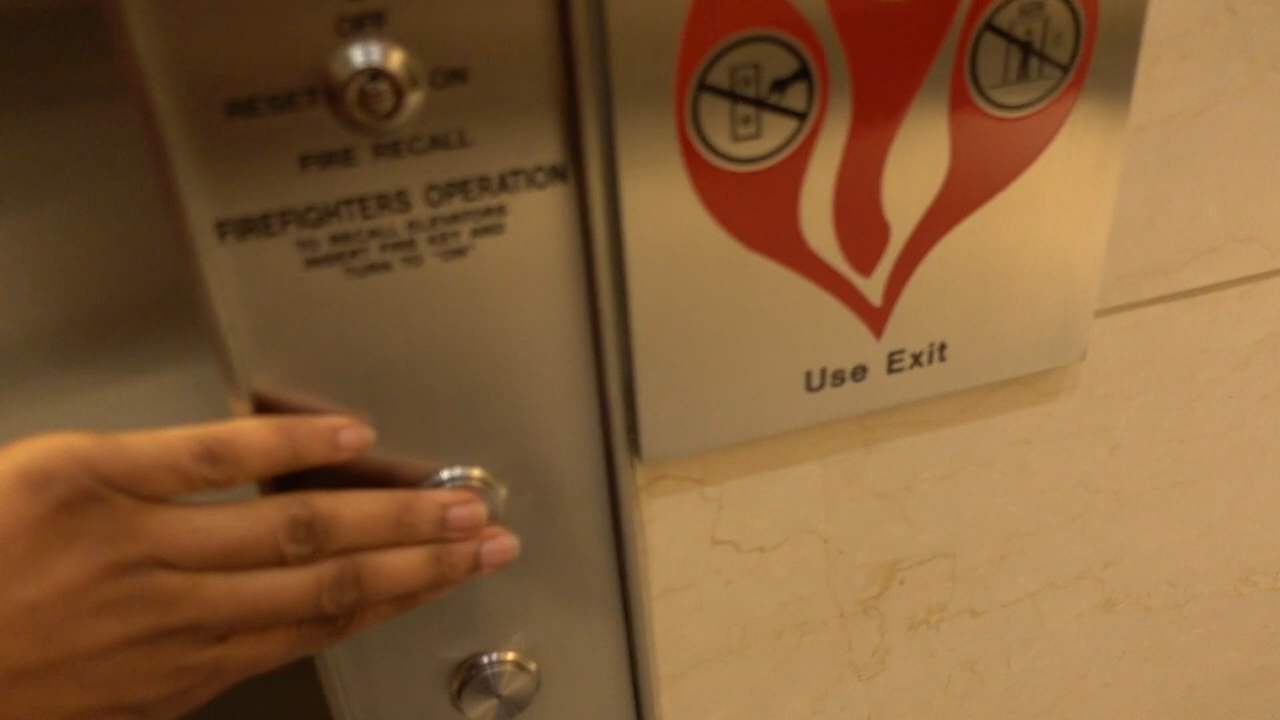 OFF
RESET ON
FIRE RECALL
FIREFIGHTERS OPERATION
TO RECALL ELEVATORS
INSERT FIRE KEY AND
TURN TO "ON"
Use Exit